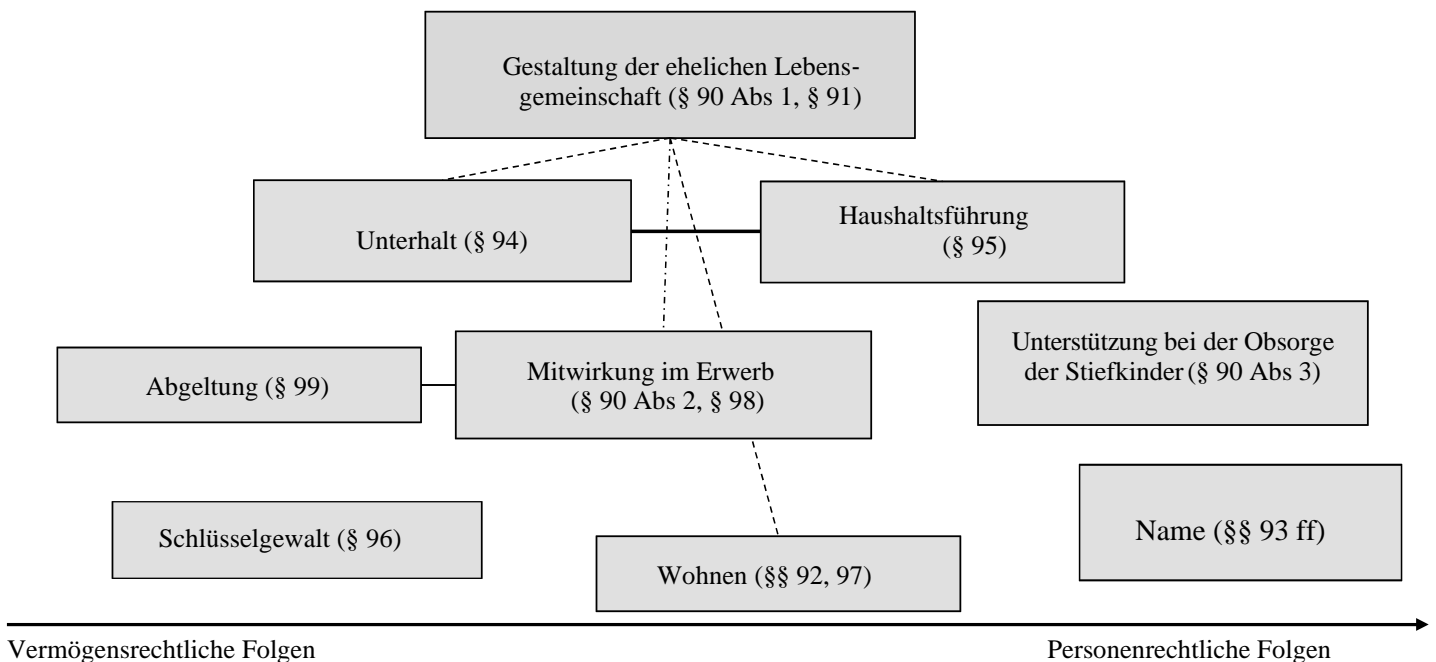 Gestaltung der ehelichen Lebens-
gemeinschaft (§ 90 Abs 1, § 91)
Unterhalt (§ 94)
Haushaltsführung
(§ 95)
Unterstützung bei der Obsorge
der Stiefkinder (§ 90 Abs 3)
Abgeltung (§ 99)
Mitwirkung im Erwerb
(§ 90 Abs 2, § 98)
Schlüsselgewalt (§ 96)
Wohnen (§§ 92, 97)
Name (§§ 93 ff)
Vermögensrechtliche Folgen
Personenrechtliche Folgen